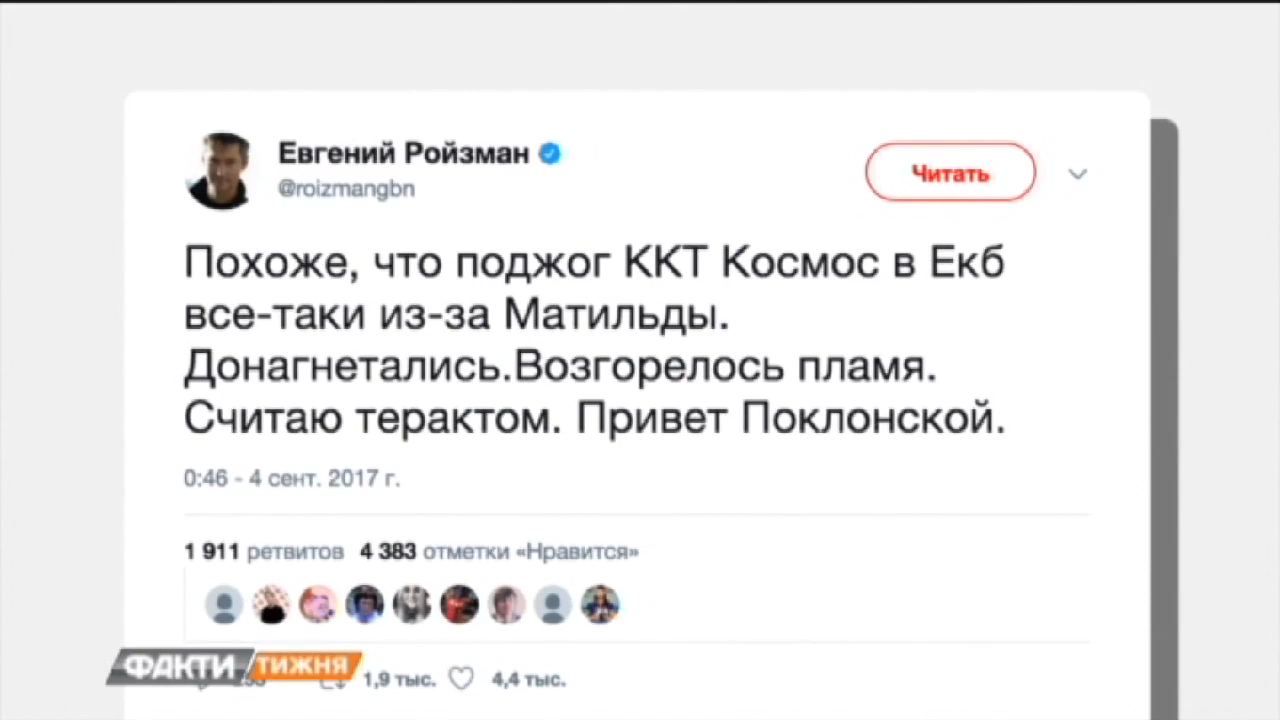 Евгений Ройзман
@roizmangbn
Читать
Похоже, что поджог ККТ Космос в Екб
все-таки из-за Матильды.
Донагнетались.Возгорелось пламя.
Считаю терактом. Привет Поклонской.
0:46 - 4 сент. 2017 г.
1 911 ретвитов 4 383 отметки «Нравится»
ФАКТИ ТИЖНЯ
1,9 тыс. 4,4 тыс.